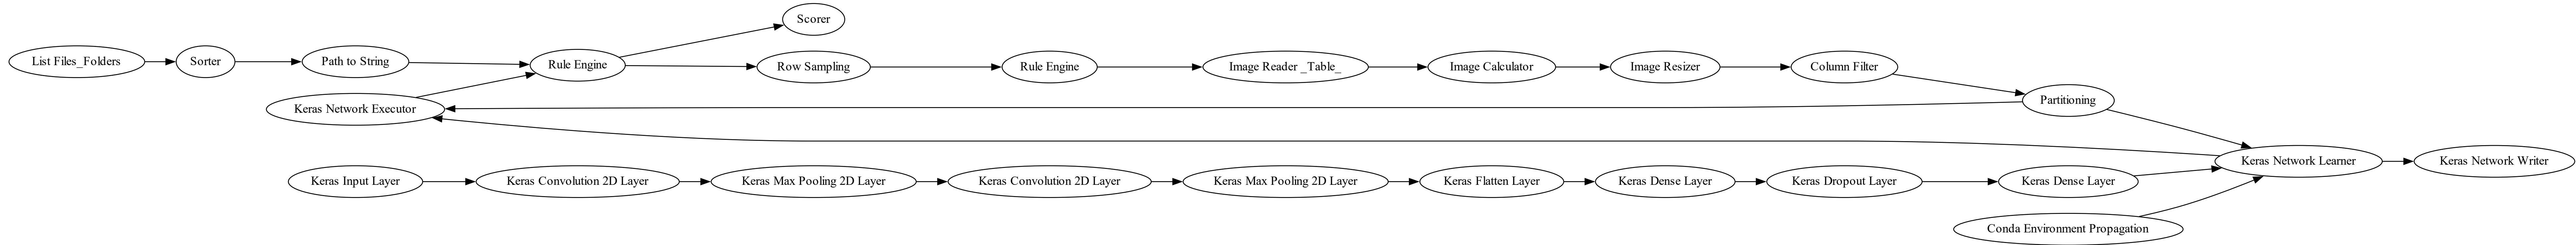 Scorer
List Files_Folders
Sorter
Path to String
Rule Engine
Row Sampling
Rule Engine
Image Reader _Table_
Image Calculator
Image Resizer
Column Filter
Keras Network Executor
Partitioning
Keras Network Learner
Keras Network Writer
Keras Input Layer
Keras Convolution 2D Layer
Keras Max Pooling 2D Layer
Keras Convolution 2D Layer
Keras Max Pooling 2D Layer
Keras Flatten Layer
Keras Dense Layer
Keras Dropout Layer
Keras Dense Layer
Conda Environment Propagation